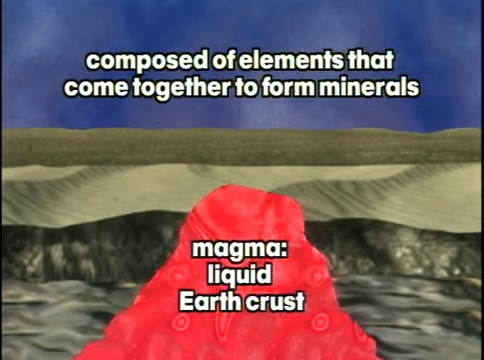 composed of elements that
come together to form minerals
magma:
liquid
Earth crust